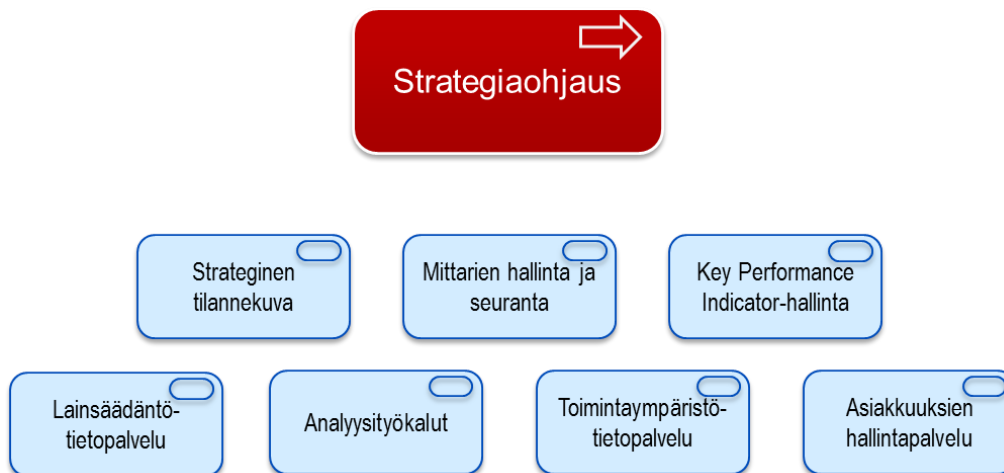 Strategiaohjaus
Strateginen
tilannekuva
Mittarien hallinta ja
seuranta
Key Performance
Indicator-hallinta
Lainsäädäntö-
tietopalvelu
Analyysityökalut
Toimintaympäristö-
tietopalvelu
Asiakkuuksien
hallintapalvelu